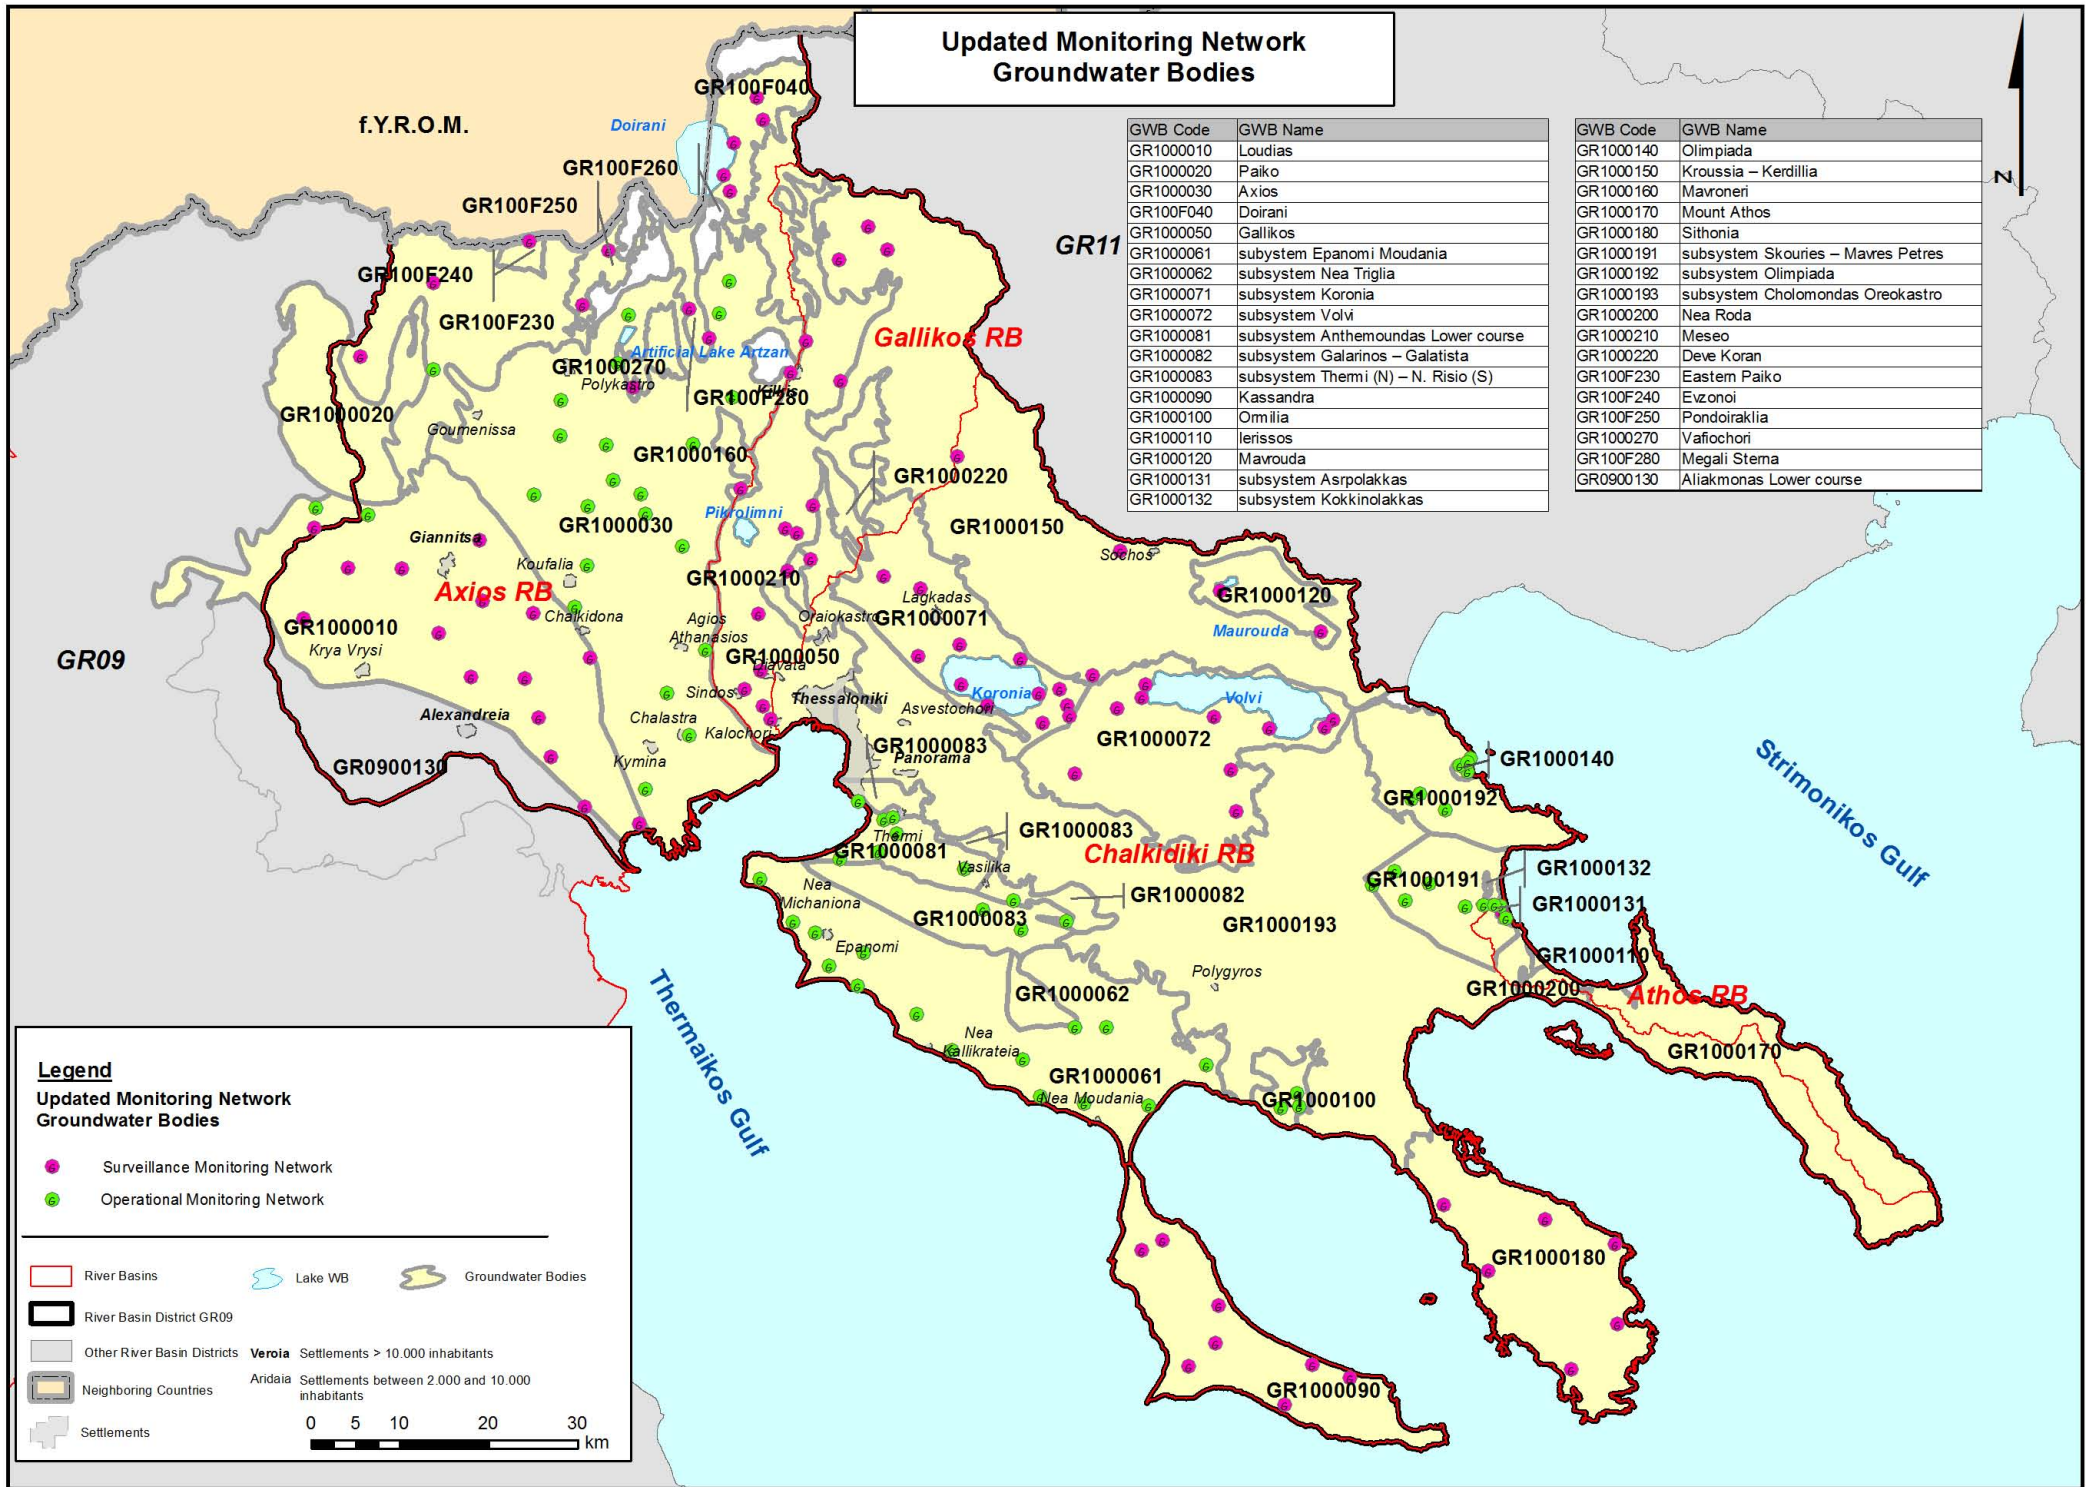 Updated Monitoring Network
Groundwater Bodies
GWB Code GWB Name
GR1000010 Loudias
GR1000020 Paiko
GR1000030 Axios
GR100F040 Doirani
GR1000050 Gallikos
GR1000061 subystem Epanomi Moudania
GR1000062 subsystem Nea Triglia
GR1000071 subsystem Koronia
GR1000072 subsystem Volvi
GR1000081 subsystem Anthemoundas Lower course
GR1000082 subsystem Galarinos – Galatista
GR1000083 subsystem Thermi (N) – N. Risio (S)
GR1000090 Kassandra
GR1000100 Ormilia
GR1000110 Ierissos
GR1000120 Mavrouda
GR1000131 subsystem Asrpolakkas
GR1000132 subsystem Kokkinolakkas
GWB Code GWB Name
GR1000140 Olimpiada
GR1000150 Kroussia – Kerdillia
GR1000160 Mavroneri
GR1000170 Mount Athos
GR1000180 Sithonia
GR1000191 subsystem Skouries – Mavres Petres
GR1000192 subsystem Olimpiada
GR1000193 subsystem Cholomondas Oreokastro
GR1000200 Nea Roda
GR1000210 Meseo
GR1000220 Deve Koran
GR100F230 Eastern Paiko
GR100F240 Evzonoi
GR100F250 Pondoiraklia
GR1000270 Vafiochori
GR100F280 Megali Sterna
GR0900130 Aliakmonas Lower course
N
GR100F040
f.Y.R.O.M.
Doirani
GR100F260
GR100F250
GR11
GR100F240
GR100F230
Gallikos RB
Artificial Lake Artzan
GR1000270
Polykastro
Kilkis
GR100F280
GR1000020
Goumenissa
GR1000160
GR1000220
Pikrolimni
GR1000030
GR1000150
Giannitsa
Sochos
Koufalia
GR1000210
Axios RB
Lagkadas
GR1000120
Chalkidona
Agios
Athanasios
Oraiokastro
GR1000071
GR1000010
Maurouda
Krya Vrysi
GR09
GR1000050
Diavata
Sindos
Thessaloniki
Koronia
Volvi
Asvestochori
Alexandreia
Chalastra
Kalochori
GR1000072
GR1000083
Panorama
Kymina
GR0900130
GR1000140
GR1000192
Strimonikos Gulf
Thermi
GR1000083
GR1000081
Chalkidiki RB
Vasilika
GR1000132
GR1000191
Nea
Michaniona
GR1000082
GR1000131
GR1000083
GR1000193
Epanomi
GR1000110
Polygyros
GR1000062
GR1000200
Athos RB
Thermaikos Gulf
Nea
Kallikrateia
GR1000170
GR1000061
Nea Moudania
GR1000100
GR1000180
GR1000090
Legend
Updated Monitoring Network
Groundwater Bodies
G Surveillance Monitoring Network
G Operational Monitoring Network
River Basins
Lake WB
Groundwater Bodies
River Basin District GR09
Other River Basin Districts
Veroia Settlements > 10.000 inhabitants
Neighboring Countries
Aridaia Settlements between 2.000 and 10.000
inhabitants
Settlements
0 5 10 20 30
km